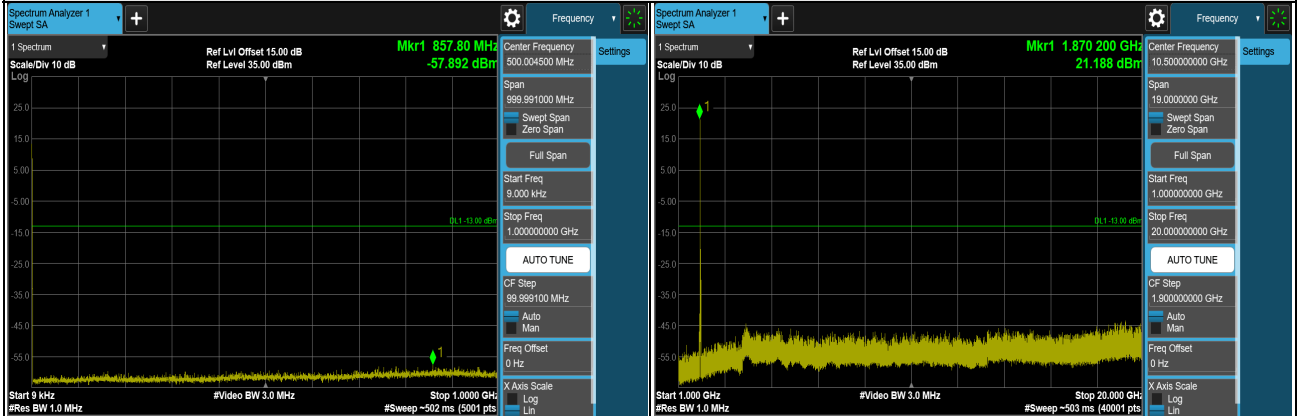 Spectrum Analyzer 1
Swept SA
+
Frequency
1 Spectrum
Scale/Div 10 dB
Log
Ref Lvl Offset 15.00 dB
Ref Level 35.00 dBm
Mkr1 857.80 MHz
-57.892 dBm
25.0
15.0
5.00
-5.00
-15.0
-25.0
-35.0
-45.0
-55.0
DL1 -13.00 dBm
1
Start 9 kHz
#Res BW 1.0 MHz
#Video BW 3.0 MHz
Stop 1.0000 GHz
#Sweep ~502 ms (5001 pts
Center Frequency
500.004500 MHz
Settings
Span
999.991000 MHz
Swept Span
Zero Span
Full Span
Start Freq
9.000 kHz
Stop Freq
1.000000000 GHz
AUTO TUNE
CF Step
99.999100 MHz
Auto
Man
Freq Offset
0 Hz
X Axis Scale
Log
Lin
Spectrum Analyzer 1
Swept SA
+
Frequency
1 Spectrum
Scale/Div 10 dB
Log
Ref Lvl Offset 15.00 dB
Ref Level 35.00 dBm
Mkr1 1.870 200 GHz
21.188 dBm
25.0
15.0
5.00
-5.00
-15.0
-25.0
-35.0
-45.0
-55.0
1
DL1 -13.00 dBm
Start 1.000 GHz
#Res BW 1.0 MHz
#Video BW 3.0 MHz
Stop 20.000 GHz
#Sweep ~503 ms (40001 pts
Center Frequency
10.500000000 GHz
Settings
Span
19.0000000 GHz
Swept Span
Zero Span
Full Span
Start Freq
1.000000000 GHz
Stop Freq
20.000000000 GHz
AUTO TUNE
CF Step
1.900000000 GHz
Auto
Man
Freq Offset
0 Hz
X Axis Scale
Log
Lin